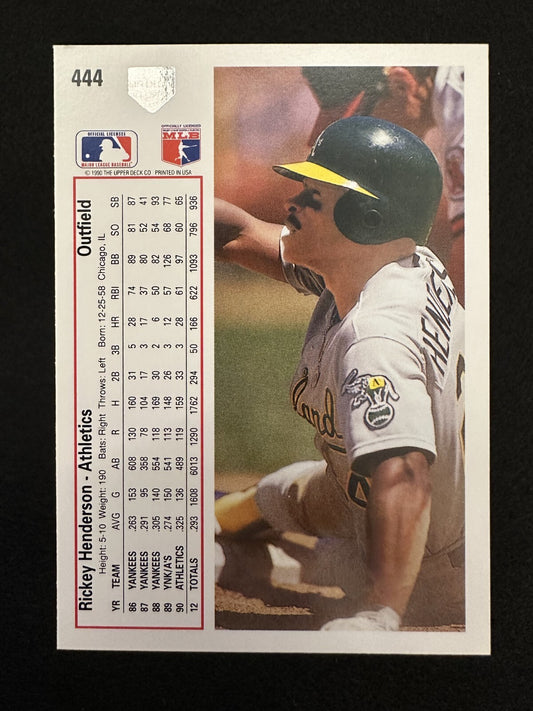 444
OFFICIAL LICENSEE
MAJOR LEAGUE BASEBALL
OFFICIALLY LICENSED
MLB
© 1990 THE UPPER DECK CO. PRINTED IN USA
Rickey Henderson - Athletics Outfield
Height: 5-10 Weight: 190 Bats: Right Throws: Left Born: 12-25-58 Chicago, IL
YR TEAM AVG G AB R H 2B 3B HR RBI BB SO SB
86 YANKEES .263 153 608 130 160 31 5 28 74 89 81 87
87 YANKEES .291 95 358 78 104 17 3 17 37 80 52 41
88 YANKEES .305 140 554 118 169 30 2 6 50 82 54 93
89 YNK/A'S .274 150 541 113 148 26 3 12 57 126 68 77
90 ATHLETICS .325 136 489 119 159 33 3 28 61 97 60 65
12 TOTALS .293 1608 6013 1290 1762 294 50 166 622 1093 796 936
HENDE
land
A